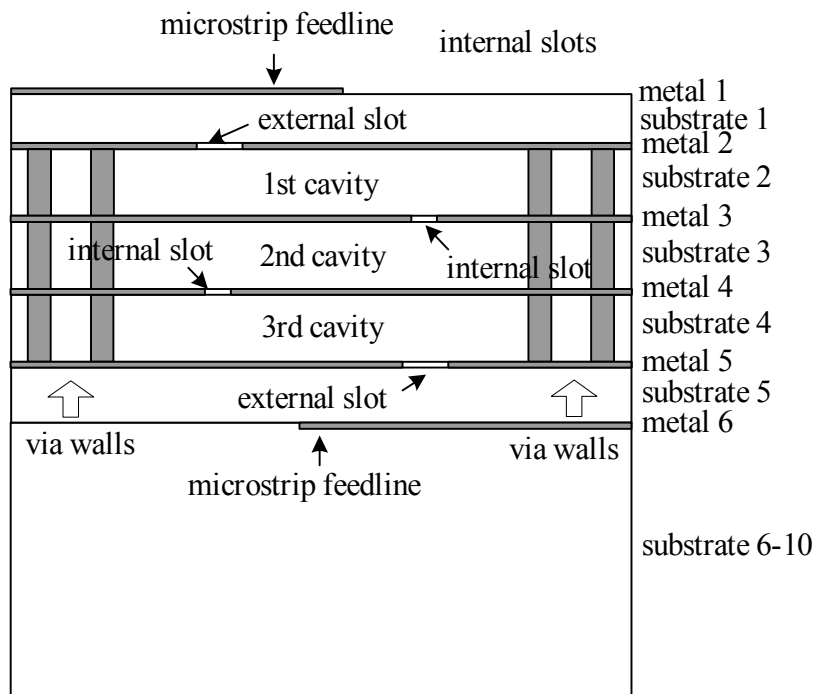 microstrip feedline
internal slots
metal 1
substrate 1
external slot
metal 2
1st cavity
substrate 2
metal 3
internal slot
2nd cavity
internal slot
substrate 3
metal 4
3rd cavity
substrate 4
metal 5
external slot
substrate 5
metal 6
via walls
via walls
microstrip feedline
substrate 6-10